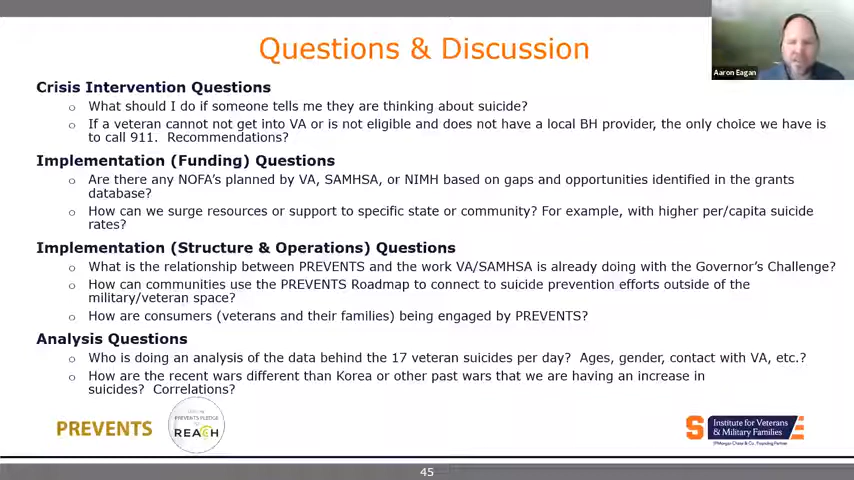 Questions & Discussion
Aaron Eagan
Crisis Intervention Questions
o What should I do if someone tells me they are thinking about suicide?
o If a veteran cannot not get into VA or is not eligible and does not have a local BH provider, the only choice we have is
to call 911. Recommendations?
Implementation (Funding) Questions
o Are there any NOFA's planned by VA, SAMHSA, or NIMH based on gaps and opportunities identified in the grants
database?
o How can we surge resources or support to specific state or community? For example, with higher per/capita suicide
rates?
Implementation (Structure & Operations) Questions
o What is the relationship between PREVENTS and the work VA/SAMHSA is already doing with the Governor's Challenge?
o How can communities use the PREVENTS Roadmap to connect to suicide prevention efforts outside of the
military/veteran space?
o How are consumers (veterans and their families) being engaged by PREVENTS?
Analysis Questions
o Who is doing an analysis of the data behind the 17 veteran suicides per day? Ages, gender, contact with VA, etc.?
o How are the recent wars different than Korea or other past wars that we are having an increase in
suicides? Correlations?
PREVENTS
PREVENTS PLEDGE
REACH
S
Institute for Veterans
& Military Families
JPMorgan Chase & Co., Founding Partner
45